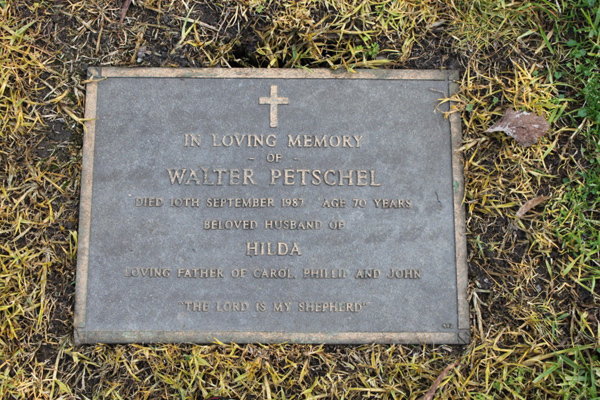 IN LOVING MEMORY
- OF -
WALTER PETSCHEL
DIED 10TH SEPTEMBER 1987 AGE 70 YEARS
BELOVED HUSBAND OF
HILDA
LOVING FATHER OF CAROL, PHILLIP AND JOHN
"THE LORD IS MY SHEPHERD"